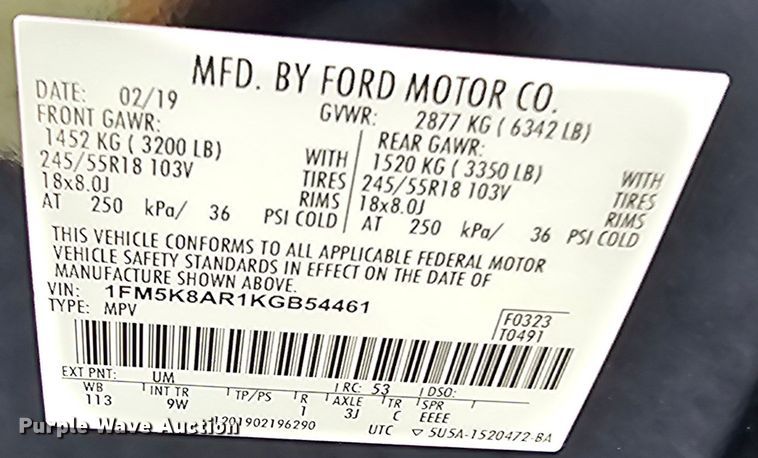 MFD. BY FORD MOTOR CO.
DATE: 02/19 GVWR: 2877 KG ( 6342 LB)
FRONT GAWR: REAR GAWR:
1452 KG ( 3200 LB) WITH 1520 KG ( 3350 LB) WITH
245/55R18 103V TIRES 245/55R18 103V TIRES
18x8.0J RIMS 18x8.0J RIMS
AT 250 kPa/ 36 PSI COLD AT 250 kPa/ 36 PSI COLD
THIS VEHICLE CONFORMS TO ALL APPLICABLE FEDERAL MOTOR
VEHICLE SAFETY STANDARDS IN EFFECT ON THE DATE OF
MANUFACTURE SHOWN ABOVE.
VIN: 1FM5K8AR1KGB54461
TYPE: MPV
F0323
T0491
EXT PNT: UM RC: 53 DSO:
WB INT TR TP/PS R AXLE TR SPR
113 9W 1 3J C EEEE
1201902196290 UTC ▽ 5U5A-1520472-BA
Purple Wave Auction